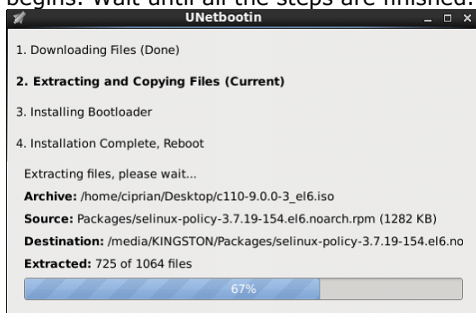 begins. Wait until all the steps are finished.
UNetbootin
1. Downloading Files (Done)
2. Extracting and Copying Files (Current)
3. Installing Bootloader
4. Installation Complete, Reboot
Extracting files, please wait...
Archive: /home/ciprian/Desktop/c110-9.0.0-3_el6.iso
Source: Packages/selinux-policy-3.7.19-154.el6.noarch.rpm (1282 KB)
Destination: /media/KINGSTON/Packages/selinux-policy-3.7.19-154.el6.no
Extracted: 725 of 1064 files
67%